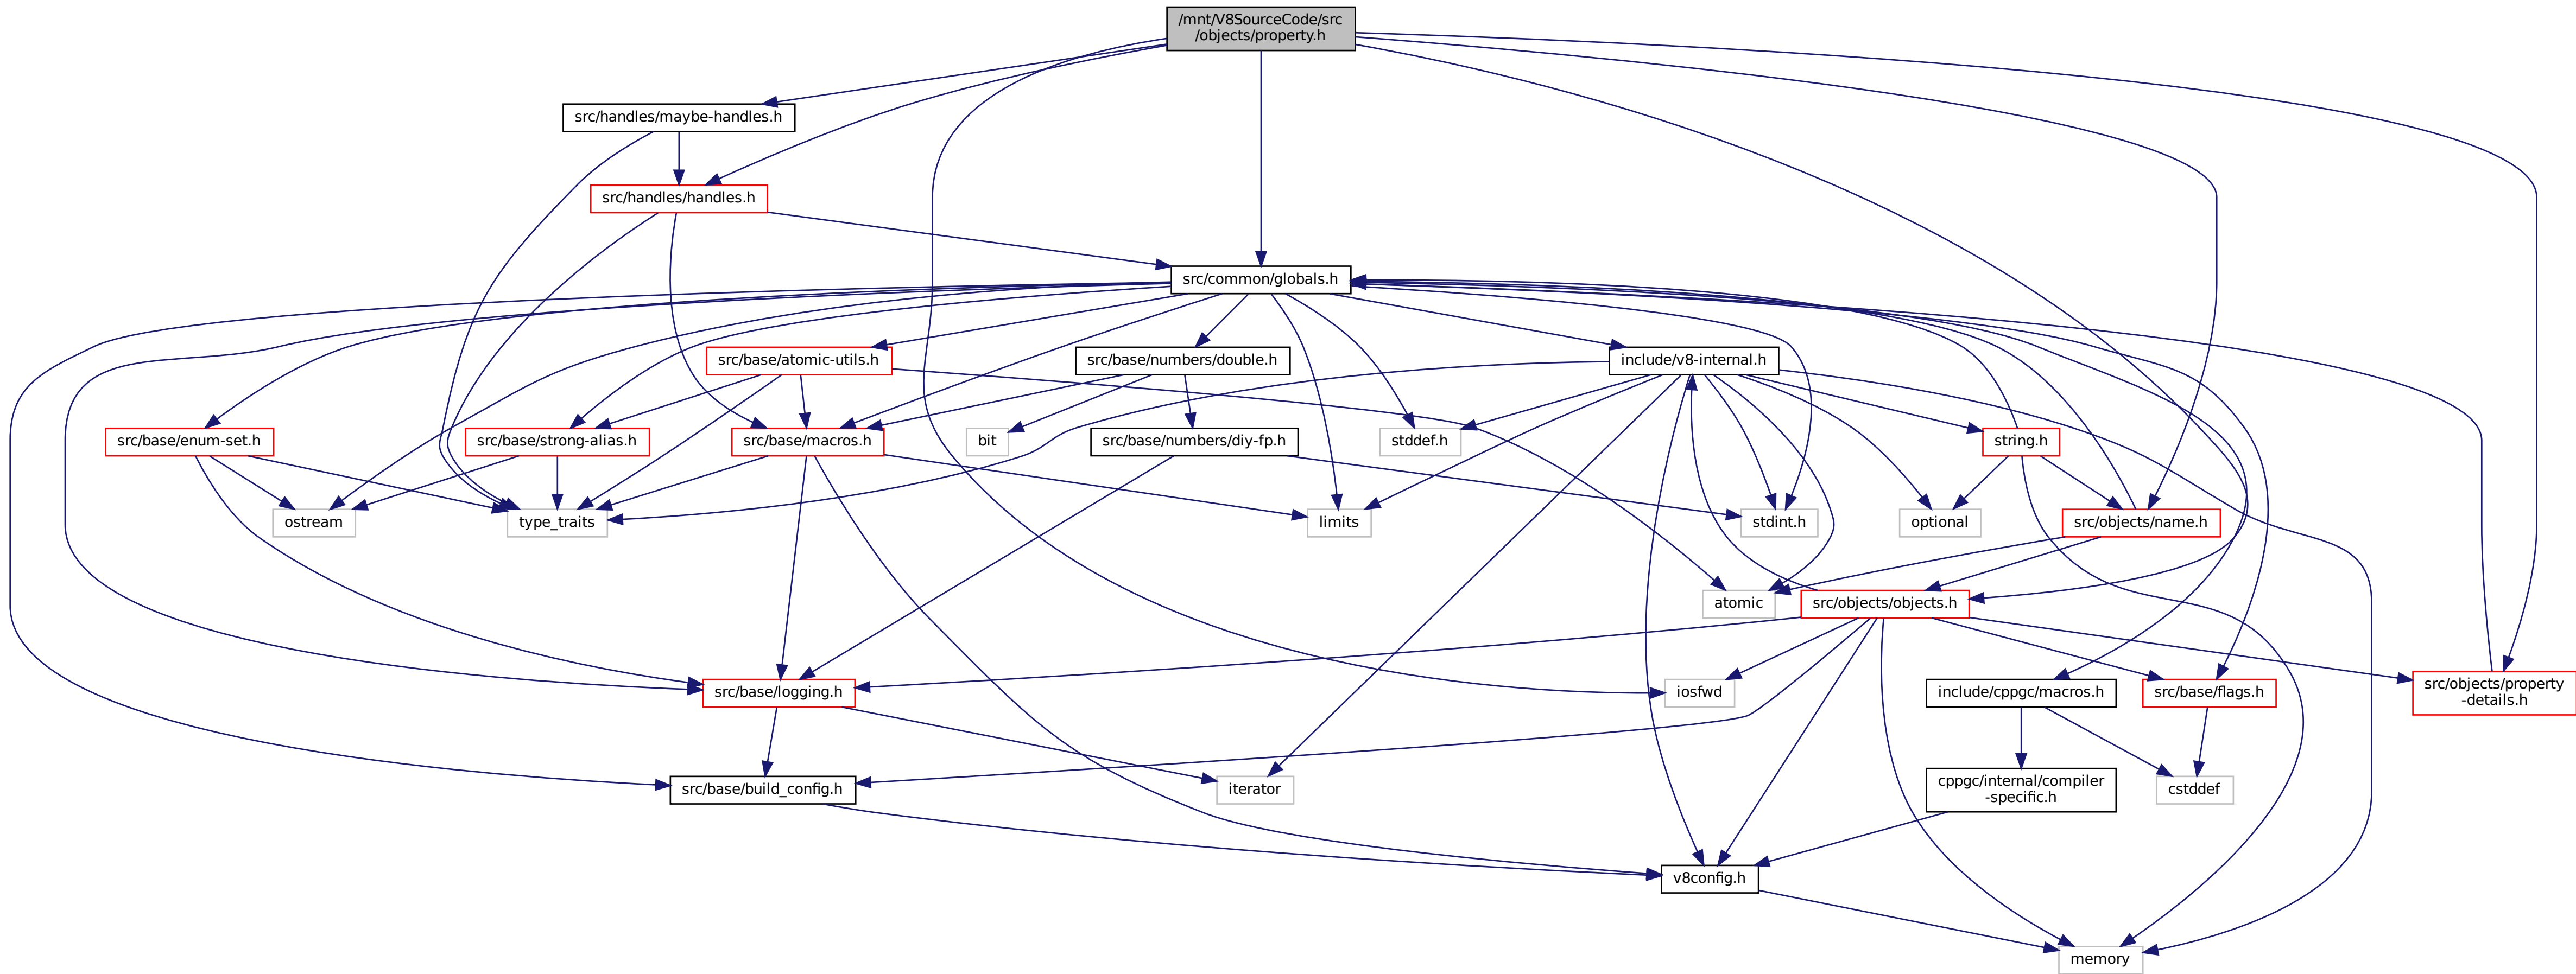 /mnt/V8SourceCode/src
/objects/property.h
src/handles/maybe-handles.h
src/handles/handles.h
src/common/globals.h
src/base/atomic-utils.h
src/base/numbers/double.h
include/v8-internal.h
src/base/enum-set.h
src/base/strong-alias.h
src/base/macros.h
bit
src/base/numbers/diy-fp.h
stddef.h
string.h
ostream
type_traits
limits
stdint.h
optional
src/objects/name.h
atomic
src/objects/objects.h
src/base/logging.h
iosfwd
include/cppgc/macros.h
src/base/flags.h
src/objects/property
-details.h
src/base/build_config.h
iterator
cppgc/internal/compiler
-specific.h
cstddef
v8config.h
memory